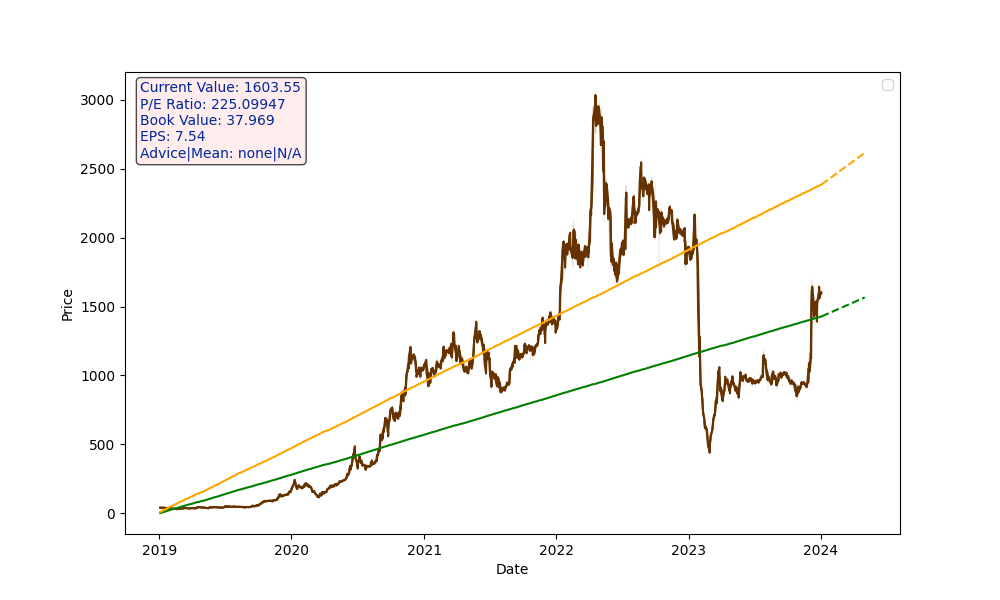 Current Value: 1603.55
P/E Ratio: 225.09947
Book Value: 37.969
EPS: 7.54
Advice|Mean: none|N/A
3000
2500
2000
1500
1000
500
0
Price
2019 2020 2021 2022 2023 2024
Date